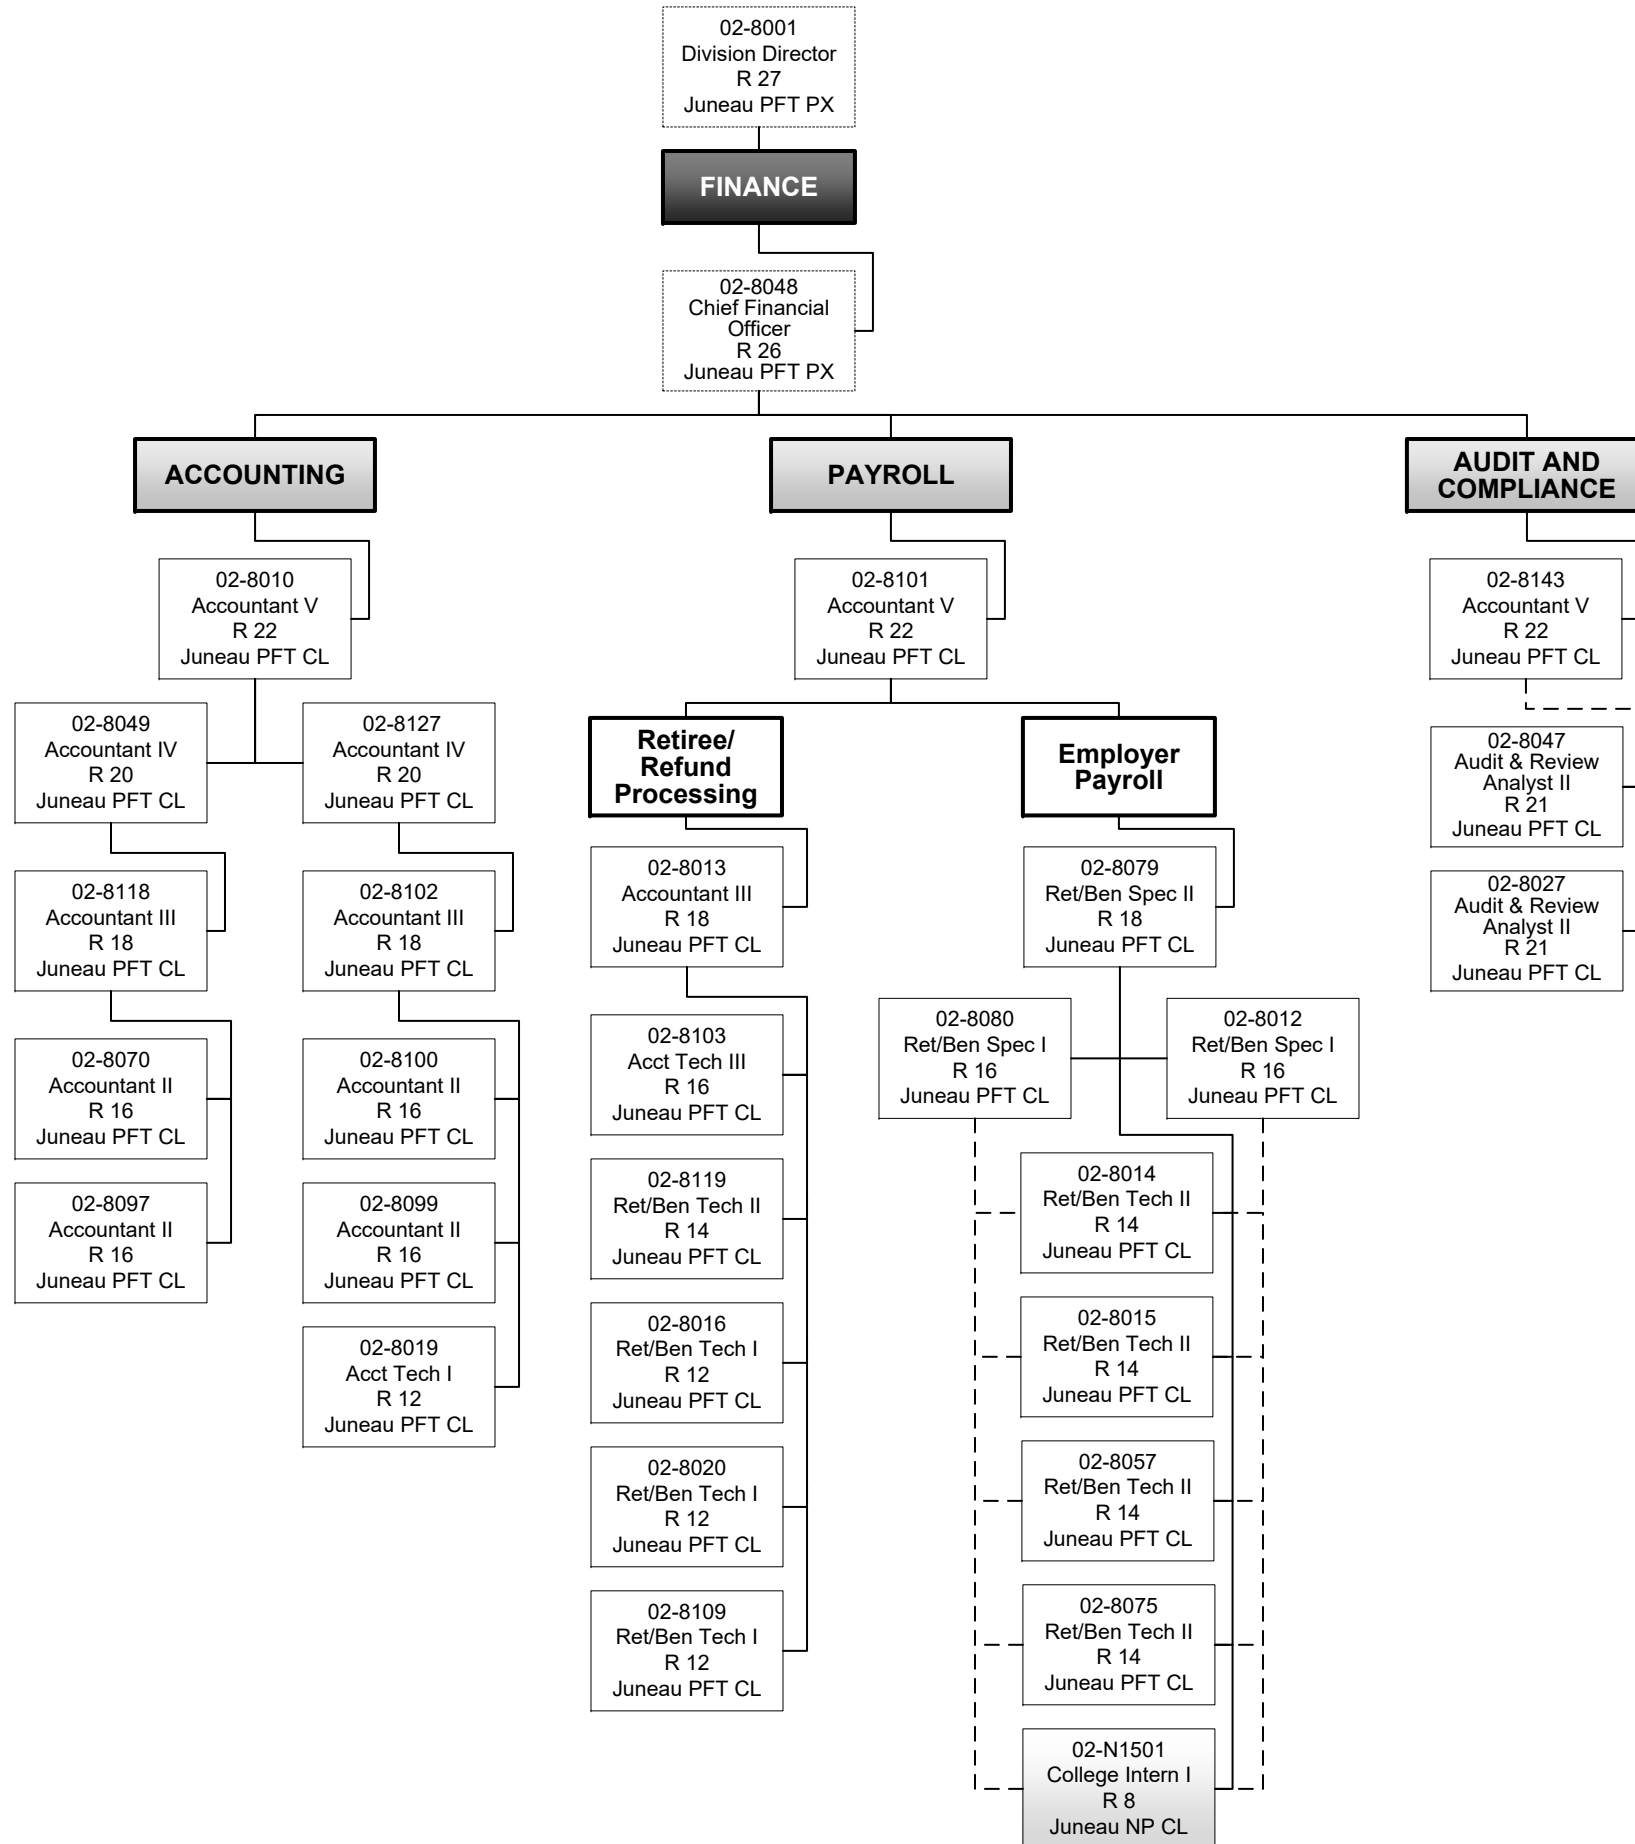 02-8001
Division Director
R 27
Juneau PFT PX
FINANCE
02-8048
Chief Financial
Officer
R 26
Juneau PFT PX
ACCOUNTING
02-8010
Accountant V
R 22
Juneau PFT CL
02-8049
Accountant IV
R 20
Juneau PFT CL
02-8118
Accountant III
R 18
Juneau PFT CL
02-8070
Accountant II
R 16
Juneau PFT CL
02-8097
Accountant II
R 16
Juneau PFT CL
02-8127
Accountant IV
R 20
Juneau PFT CL
02-8102
Accountant III
R 18
Juneau PFT CL
02-8100
Accountant II
R 16
Juneau PFT CL
02-8099
Accountant II
R 16
Juneau PFT CL
02-8019
Acct Tech I
R 12
Juneau PFT CL
PAYROLL
02-8101
Accountant V
R 22
Juneau PFT CL
Retiree/
Refund
Processing
02-8013
Accountant III
R 18
Juneau PFT CL
02-8103
Acct Tech III
R 16
Juneau PFT CL
02-8119
Ret/Ben Tech II
R 14
Juneau PFT CL
02-8016
Ret/Ben Tech I
R 12
Juneau PFT CL
02-8020
Ret/Ben Tech I
R 12
Juneau PFT CL
02-8109
Ret/Ben Tech I
R 12
Juneau PFT CL
Employer
Payroll
02-8079
Ret/Ben Spec II
R 18
Juneau PFT CL
02-8080
Ret/Ben Spec I
R 16
Juneau PFT CL
02-8012
Ret/Ben Spec I
R 16
Juneau PFT CL
02-8014
Ret/Ben Tech II
R 14
Juneau PFT CL
02-8015
Ret/Ben Tech II
R 14
Juneau PFT CL
02-8057
Ret/Ben Tech II
R 14
Juneau PFT CL
02-8075
Ret/Ben Tech II
R 14
Juneau PFT CL
02-N1501
College Intern I
R 8
Juneau NP CL
AUDIT AND
COMPLIANCE
02-8143
Accountant V
R 22
Juneau PFT CL
02-8047
Audit & Review
Analyst II
R 21
Juneau PFT CL
02-8027
Audit & Review
Analyst II
R 21
Juneau PFT CL